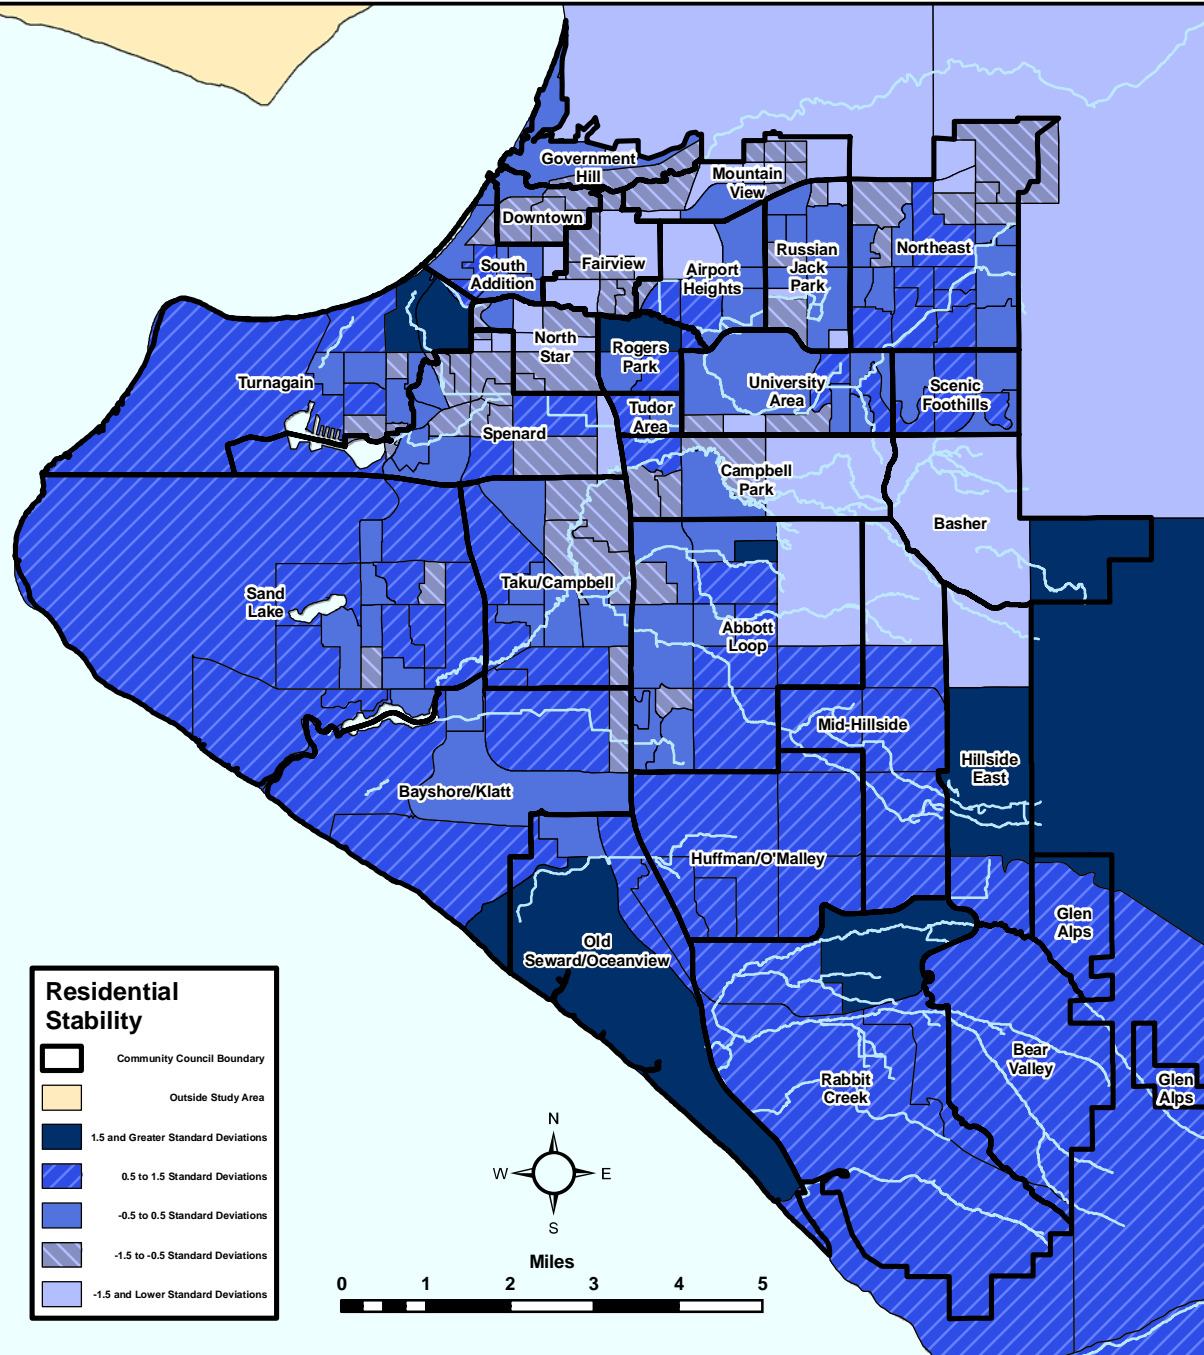 Government
Hill
Mountain
View
Downtown
Northeast
Fairview
Russian
Jack
Park
South
Addition
Airport
Heights
North
Star
Rogers
Park
Turnagain
University
Area
Scenic
Foothills
Tudor
Area
Spenard
Campbell
Park
Basher
Taku/Campbell
Sand
Lake
Abbott
Loop
Mid-Hillside
Hillside
East
Bayshore/Klatt
Huffman/O'Malley
Glen
Alps
Old
Seward/Oceanview
Bear
Valley
Rabbit
Creek
Glen
Alps
Residential
Stability
Community Council Boundary
Outside Study Area
1.5 and Greater Standard Deviations
0.5 to 1.5 Standard Deviations
-0.5 to 0.5 Standard Deviations
-1.5 to -0.5 Standard Deviations
-1.5 and Lower Standard Deviations
N
W E
S
Miles
0 1 2 3 4 5